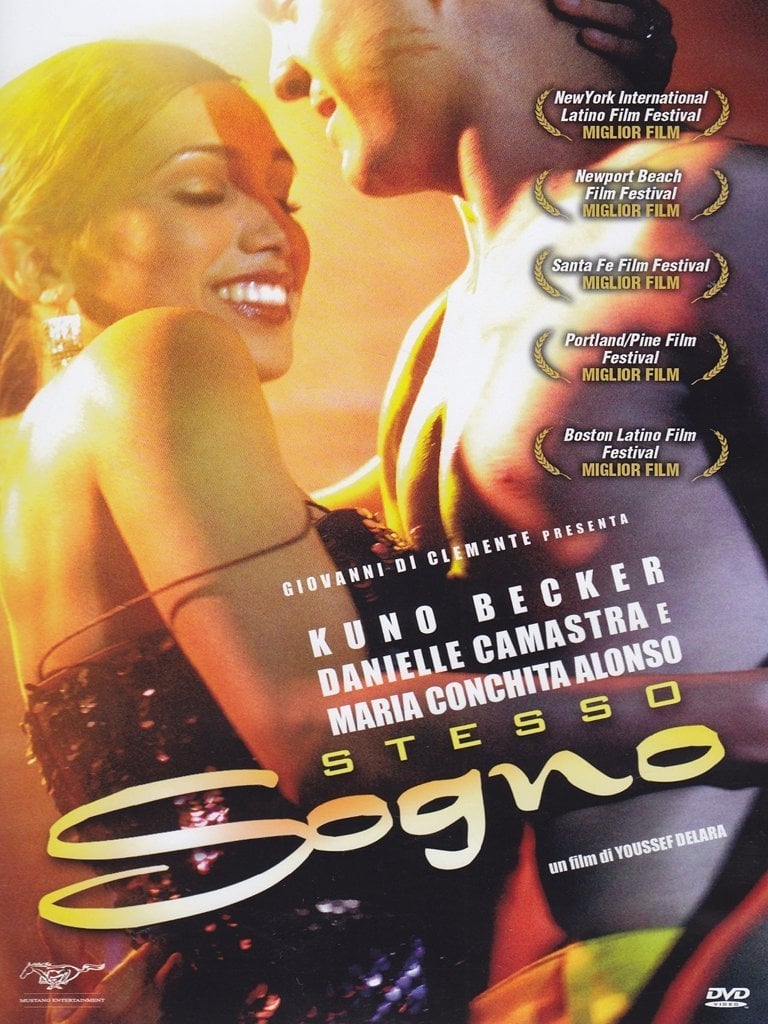 NewYork International
Latino Film Festival
MIGLIOR FILM
Newport Beach
Film Festival
MIGLIOR FILM
Santa Fe Film Festival
MIGLIOR FILM
Portland/Pine Film
Festival
MIGLIOR FILM
Boston Latino Film
Festival
MIGLIOR FILM
GIOVANNI DI CLEMENTE PRESENTA
KUNO BECKER
DANIELLE CAMASTRA E
MARIA CONCHITA ALONSO
STESSO
Sogno
un film di YOUSSEF DELARA
MUSTANG ENTERTAINMENT
DVD
VIDEO